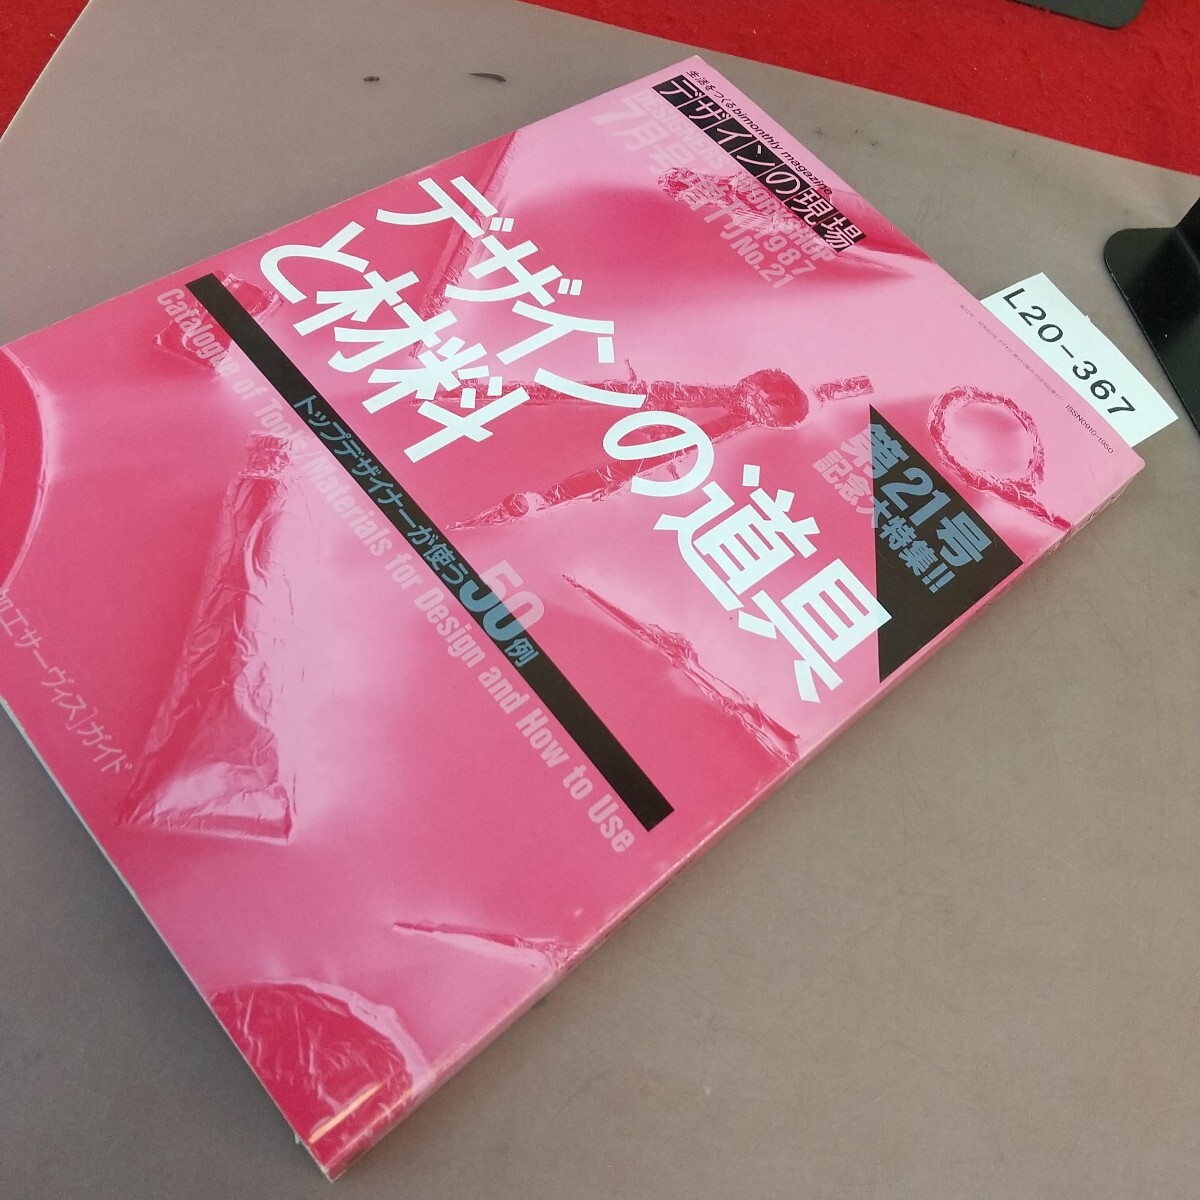 生活をつくるbimonthly magazine
デザインの現場
DESIGNERS' WORKSHOP
1987
No.21
デザインの道具
と材料
第21号
記念大特集!!
トップデザイナーが使う50例
Catalogue of Tools/Materials for Design and How to Use
加工サーヴィス]ガイド
ISSN0910-1950
L20-367